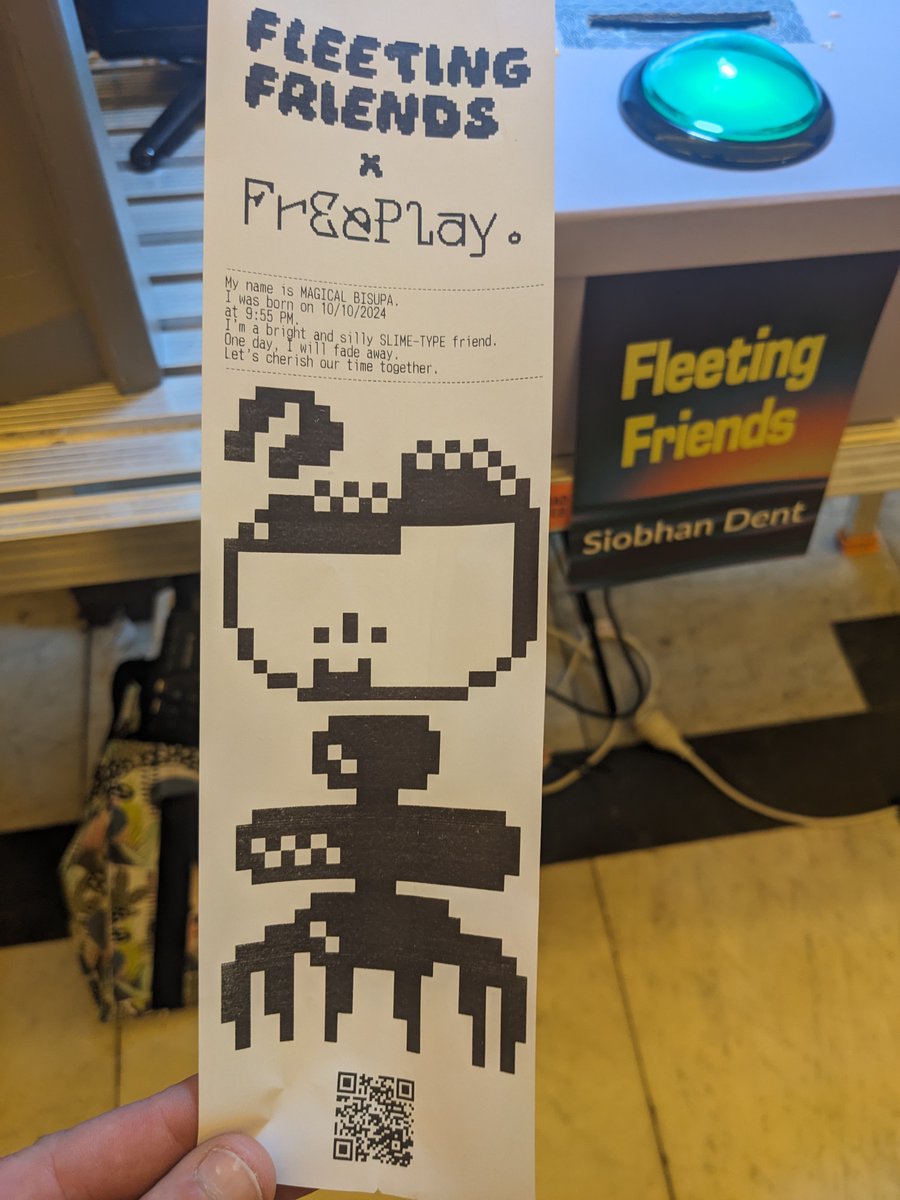 FLEETING
FRIENDS
x
FrEePlay.
My name is MAGICAL BISUPA.
I was born on 10/10/2024
at 9:55 PM.
I'm a bright and silly SLIME-TYPE friend.
One day, I will fade away.
Let's cherish our time together.
Fleeting
Friends
Siobhan Dent